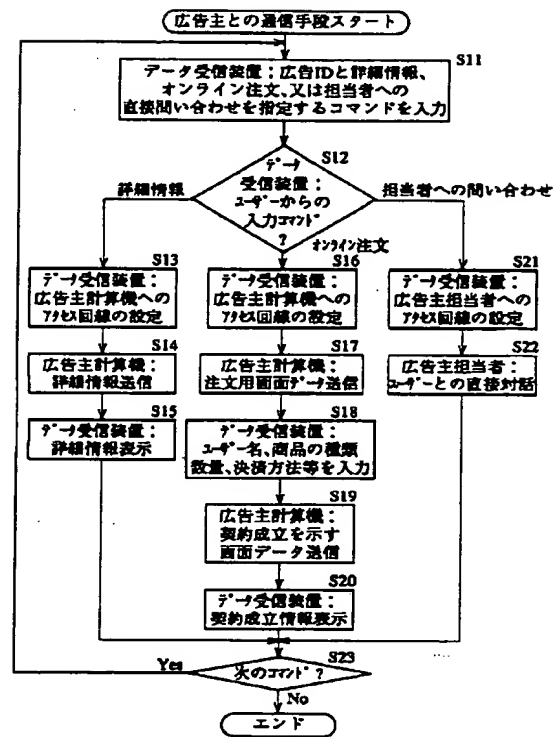 広告主との通信手段スタート
S11
データ受信装置：広告IDと詳細情報、
オンライン注文、又は担当者への
直接問い合わせを指定するコマンドを入力
S12
データ
受信装置：
ユーザーからの
入力コマンド
？
詳細情報
オンライン注文
担当者への問い合わせ
S13
データ受信装置：
広告主計算機への
アクセス回線の設定
S14
広告主計算機：
詳細情報送信
S15
データ受信装置：
詳細情報表示
S16
データ受信装置：
広告主計算機への
アクセス回線の設定
S17
広告主計算機：
注文用画面データ送信
S18
データ受信装置：
ユーザー名、商品の種類
数量、決済方法等を入力
S19
広告主計算機：
契約成立を示す
画面データ送信
S20
データ受信装置：
契約成立情報表示
S21
データ受信装置：
広告主担当者への
アクセス回線の設定
S22
広告主担当者：
ユーザーとの直接対話
S23
次のコマンド？
Yes
No
エンド